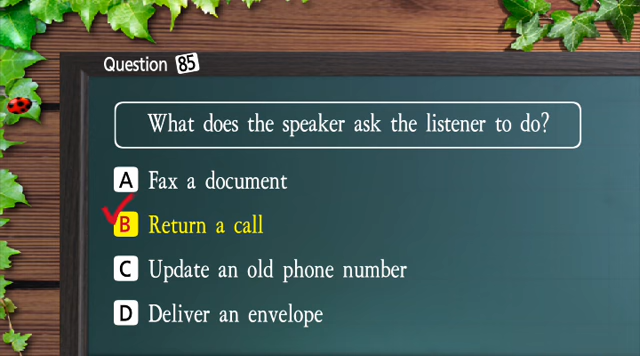 Question 85
What does the speaker ask the listener to do?
A Fax a document
B Return a call
C Update an old phone number
D Deliver an envelope